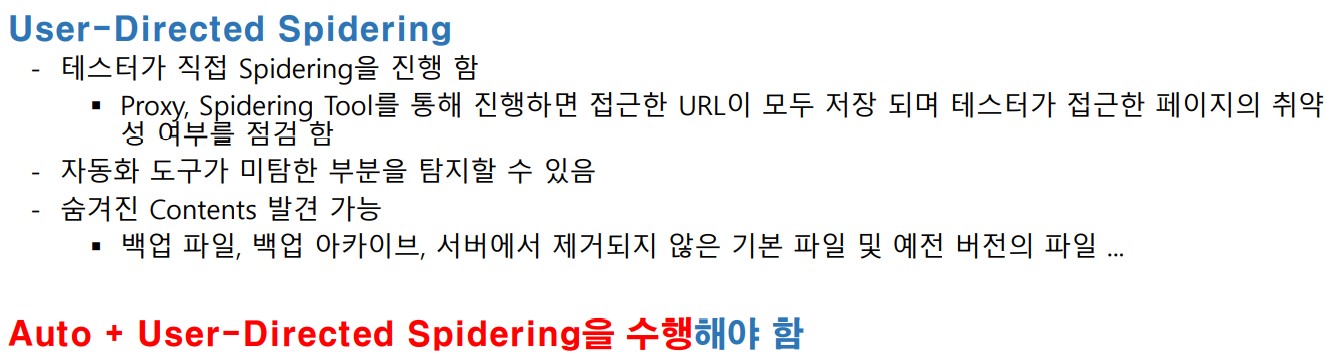 User-Directed Spidering
- 테스터가 직접 Spidering을 진행 함
▪ Proxy, Spidering Tool를 통해 진행하면 접근한 URL이 모두 저장 되며 테스터가 접근한 페이지의 취약
성 여부를 점검 함
- 자동화 도구가 미탐한 부분을 탐지할 수 있음
- 숨겨진 Contents 발견 가능
▪ 백업 파일, 백업 아카이브, 서버에서 제거되지 않은 기본 파일 및 예전 버전의 파일 ...
Auto + User-Directed Spidering을 수행해야 함